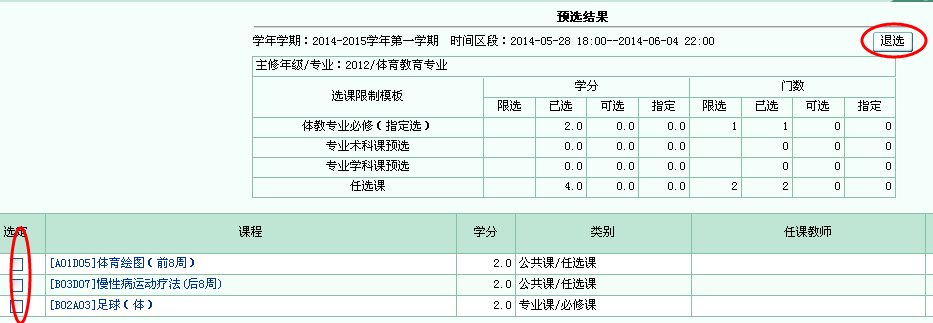 预选结果
学年学期：2014-2015学年第一学期 时间区段：2014-05-28 18:00--2014-06-04 22:00
退选
主修年级/专业：2012/体育教育专业
选课限制模板 学分 门数
限选 已选 可选 指定 限选 已选 可选 指定
体教专业必修（指定选） 2.0 0.0 0.0 1 1 0 0
专业术科课预选 0.0 0.0 0.0 0 0 0
专业学科课预选 0.0 0.0 0.0 0 0 0
任选课 4.0 0.0 0.0 2 2 0 0
选定 课程 学分 类别 任课教师
[A01D05]体育绘图（前8周） 2.0 公共课/任选课
[B03D07]慢性病运动疗法(后8周) 2.0 公共课/任选课
[B02A03]足球（体） 2.0 专业课/必修课